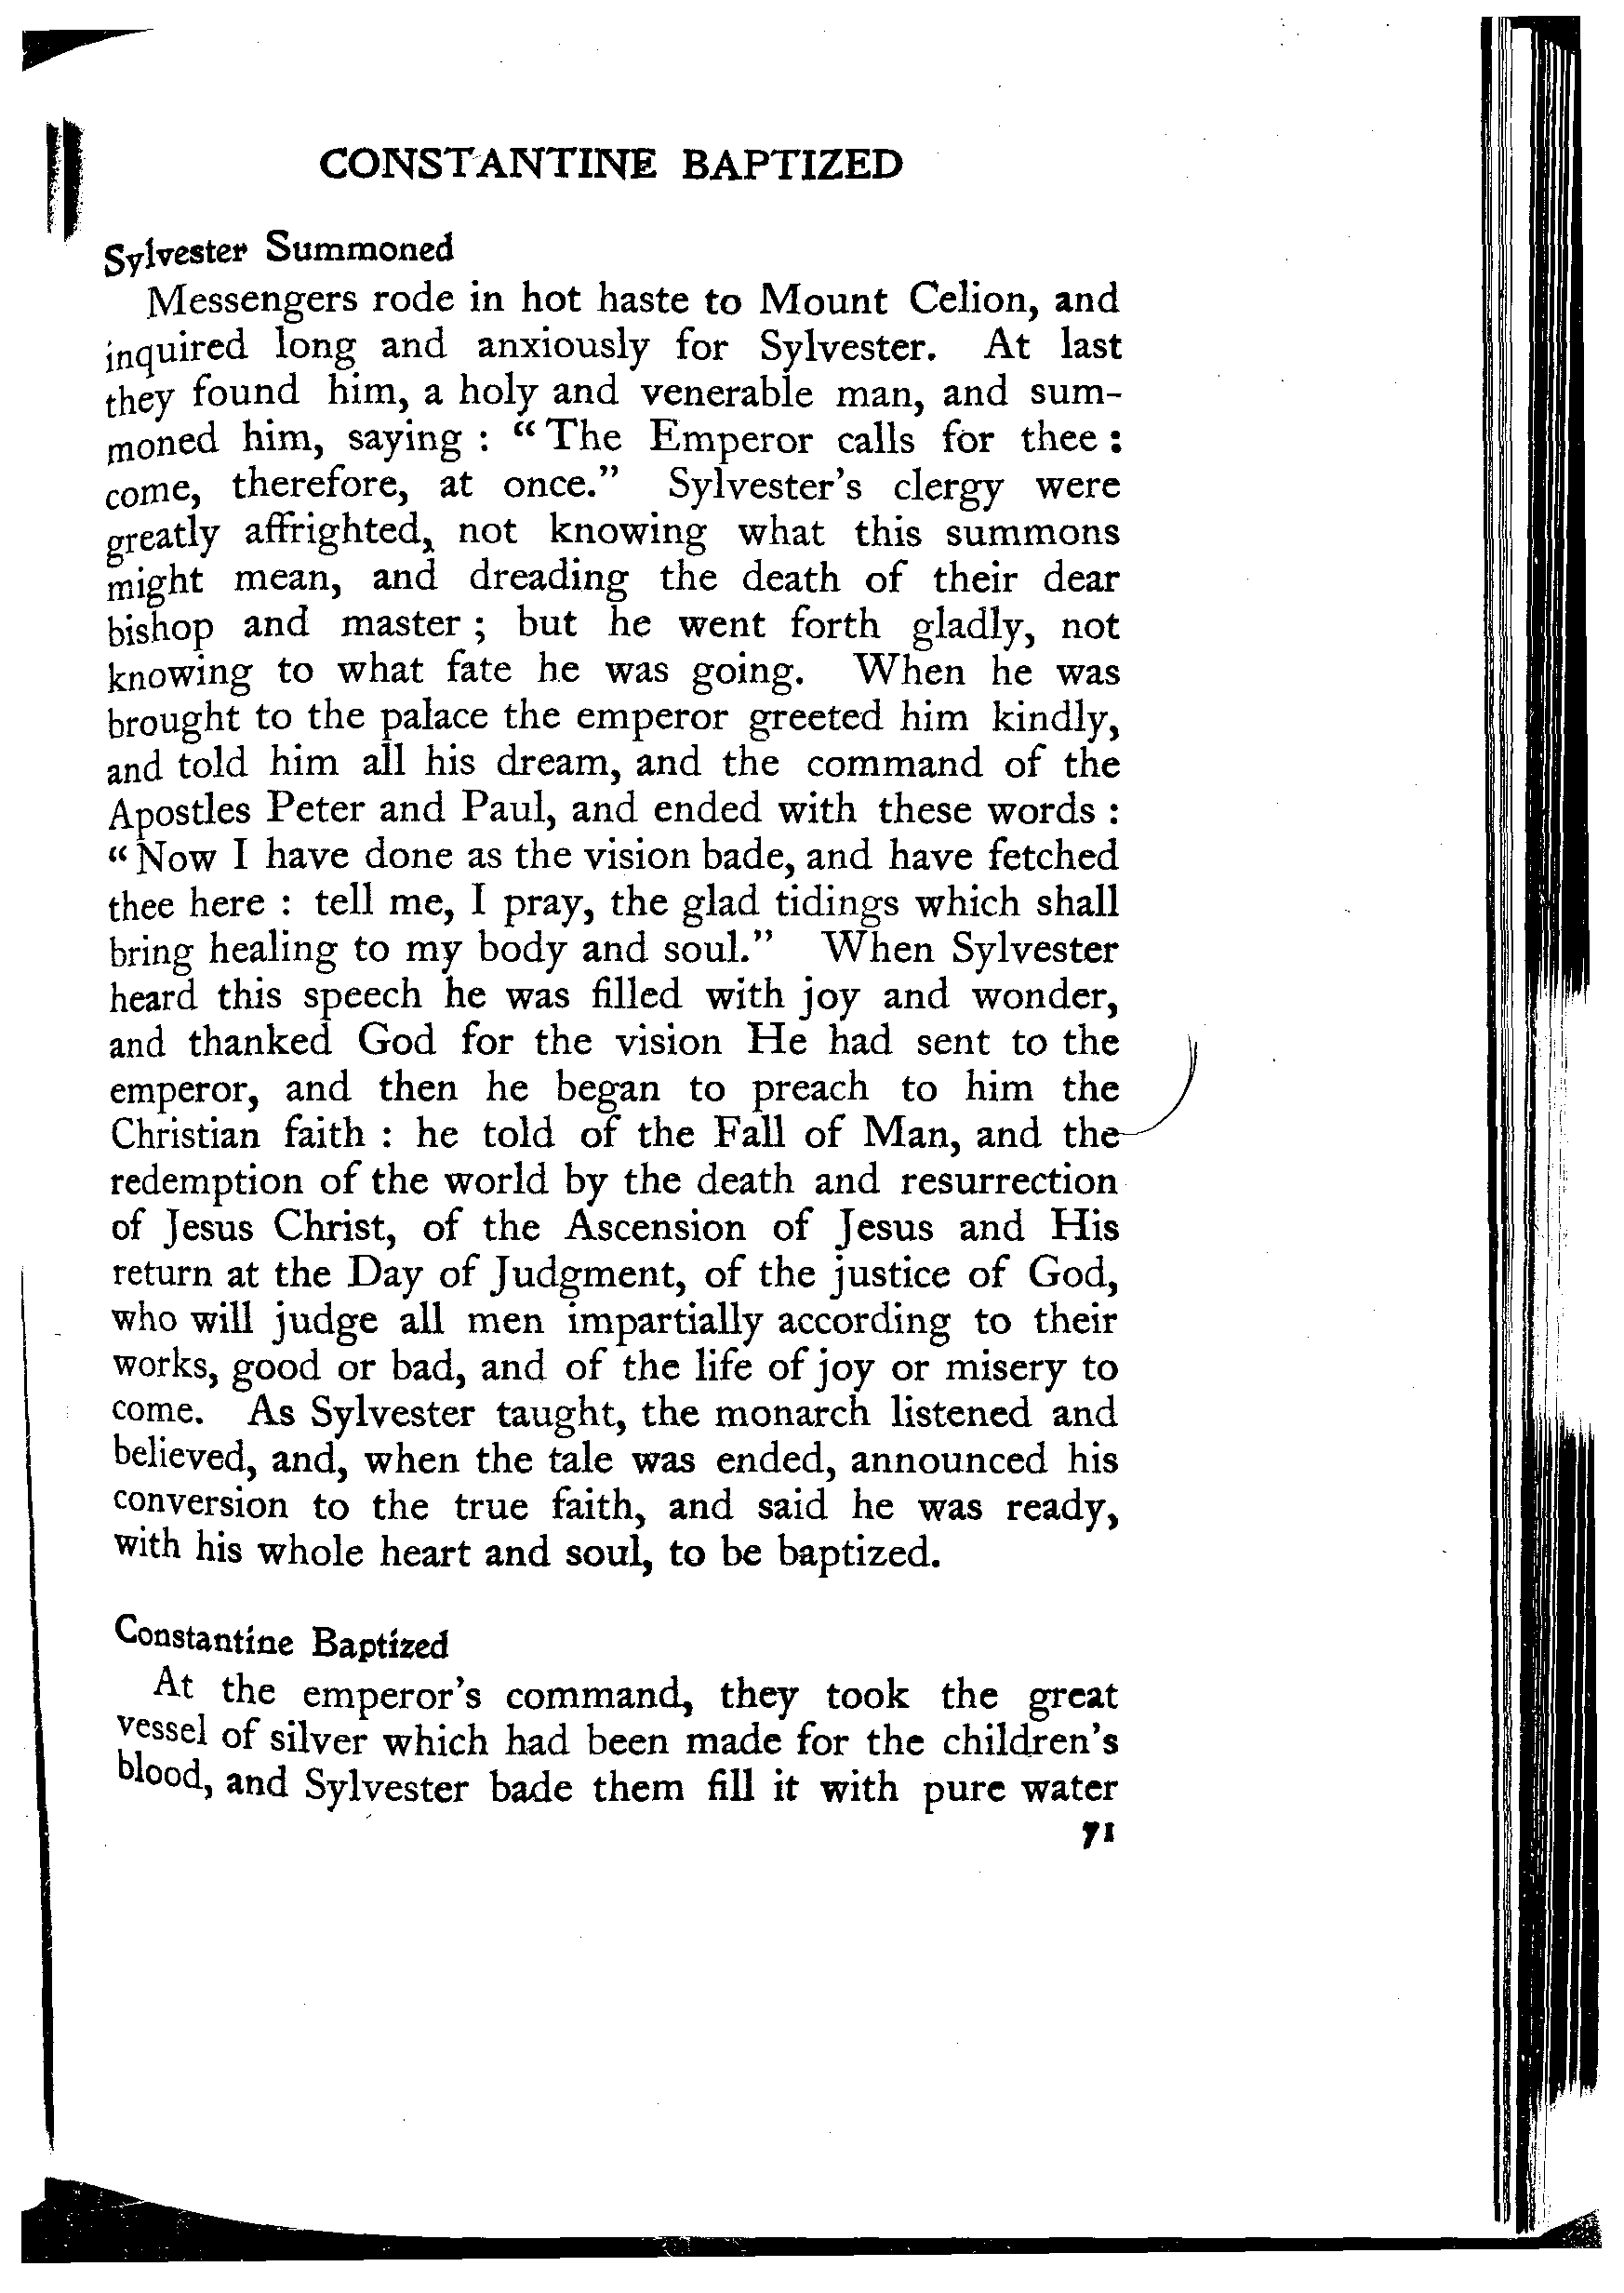 CONSTANTINE BAPTIZED
Sylvester Summoned
Messengers rode in hot haste to Mount Celion, and
inquired long and anxiously for Sylvester. At last
they found him, a holy and venerable man, and sum-
moned him, saying : “The Emperor calls for thee :
come, therefore, at once.” Sylvester's clergy were
greatly affrighted, not knowing what this summons
might mean, and dreading the death of their dear
bishop and master ; but he went forth gladly, not
knowing to what fate he was going. When he was
brought to the palace the emperor greeted him kindly,
and told him all his dream, and the command of the
Apostles Peter and Paul, and ended with these words :
“Now I have done as the vision bade, and have fetched
thee here : tell me, I pray, the glad tidings which shall
bring healing to my body and soul.” When Sylvester
heard this speech he was filled with joy and wonder,
and thanked God for the vision He had sent to the
emperor, and then he began to preach to him the
Christian faith : he told of the Fall of Man, and the
redemption of the world by the death and resurrection
of Jesus Christ, of the Ascension of Jesus and His
return at the Day of Judgment, of the justice of God,
who will judge all men impartially according to their
works, good or bad, and of the life of joy or misery to
come. As Sylvester taught, the monarch listened and
believed, and, when the tale was ended, announced his
conversion to the true faith, and said he was ready,
with his whole heart and soul, to be baptized.
Constantine Baptized
At the emperor's command, they took the great
vessel of silver which had been made for the children's
blood, and Sylvester bade them fill it with pure water
71